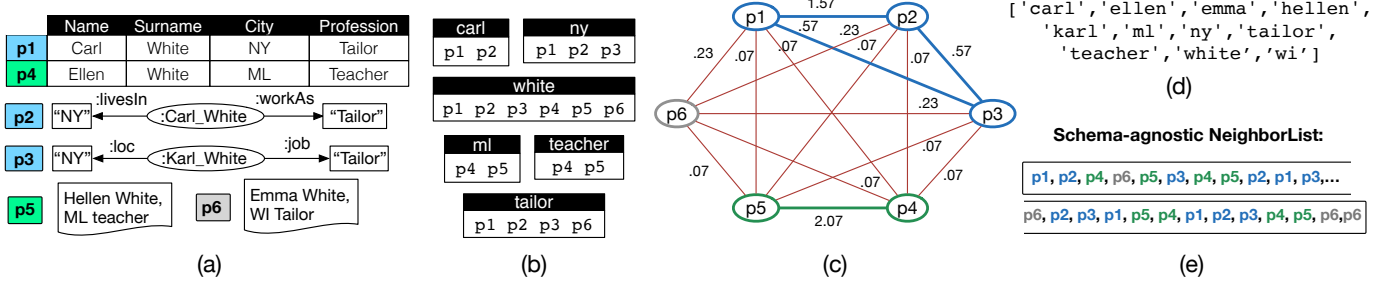 Name Surname City Profession
p1 Carl White NY Tailor
p4 Ellen White ML Teacher
:livesIn :workAs
p2 “NY” :Carl_White “Tailor”
:loc :job
p3 “NY” :Karl_White “Tailor”
p5 Hellen White,
ML teacher
p6 Emma White,
WI Tailor
(a)
carl
p1 p2
ny
p1 p2 p3
white
p1 p2 p3 p4 p5 p6
ml
p4 p5
teacher
p4 p5
tailor
p1 p2 p3 p6
(b)
p1 1.57 p2
.57 .23 .57
.07 .07
.23 .07 .07
p6 .23 p3
.07
.07 .07 .07
p5 p4
2.07
(c)
['carl','ellen','emma','hellen',
'karl','ml','ny','tailor',
'teacher','white’,’wi’]
(d)
Schema-agnostic NeighborList:
p1, p2, p4, p6, p5, p3, p4, p5, p2, p1, p3,...
p6, p2, p3, p1, p5, p4, p1, p2, p3, p4, p5, p6,p6
(e)